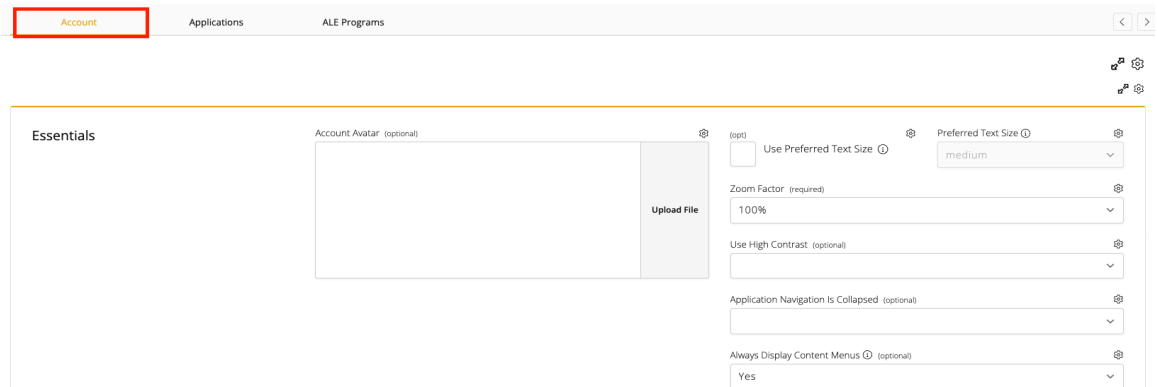 Account Applications ALE Programs
Essentials
Account Avatar (optional)
Upload File
(opt)
Use Preferred Text Size
Preferred Text Size
medium
Zoom Factor (required)
100%
Use High Contrast (optional)
Application Navigation Is Collapsed (optional)
Always Display Content Menus (optional)
Yes